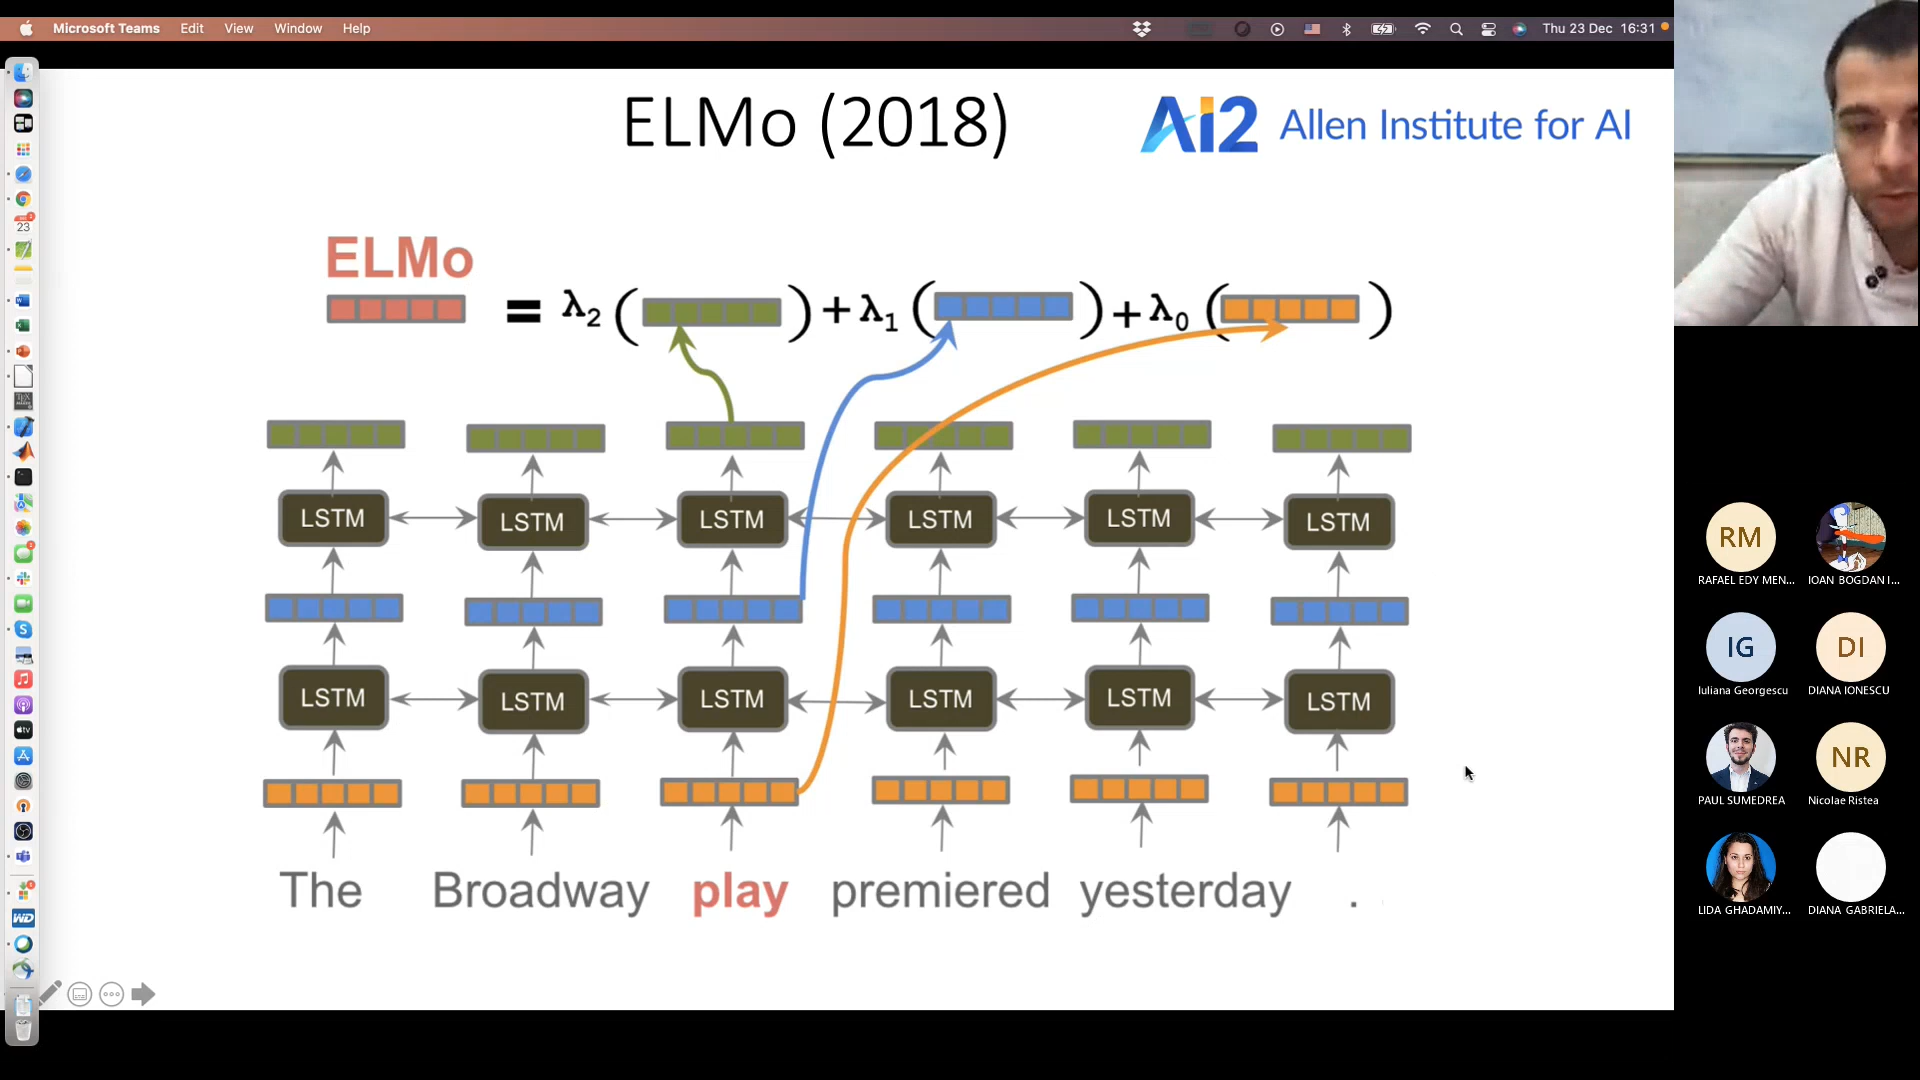 Microsoft Teams Edit View Window Help Thu 23 Dec 16:31
ELMo (2018)
Ai2 Allen Institute for AI
ELMo
= λ2 ( ) + λ1 ( ) + λ0 ( )
LSTM LSTM LSTM LSTM LSTM LSTM
LSTM LSTM LSTM LSTM LSTM LSTM
The Broadway play premiered yesterday .
23
WD
RM
RAFAEL EDY MEN... IOAN BOGDAN I...
IG DI
Iuliana Georgescu DIANA IONESCU
NR
PAUL SUMEDREA Nicolae Ristea
LIDA GHADAMIY... DIANA GABRIELA...